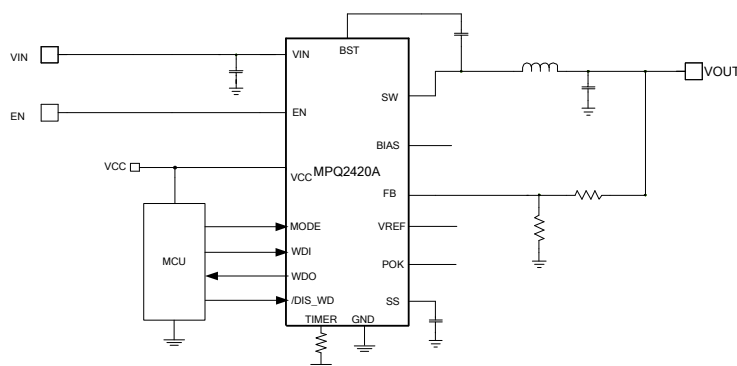 BST
VIN
VIN
VOUT
SW
EN
EN
BIAS
VCC
VCC
MPQ2420A
FB
MODE
VREF
WDI
MCU
WDO
POK
/DIS_WD
SS
TIMER
GND